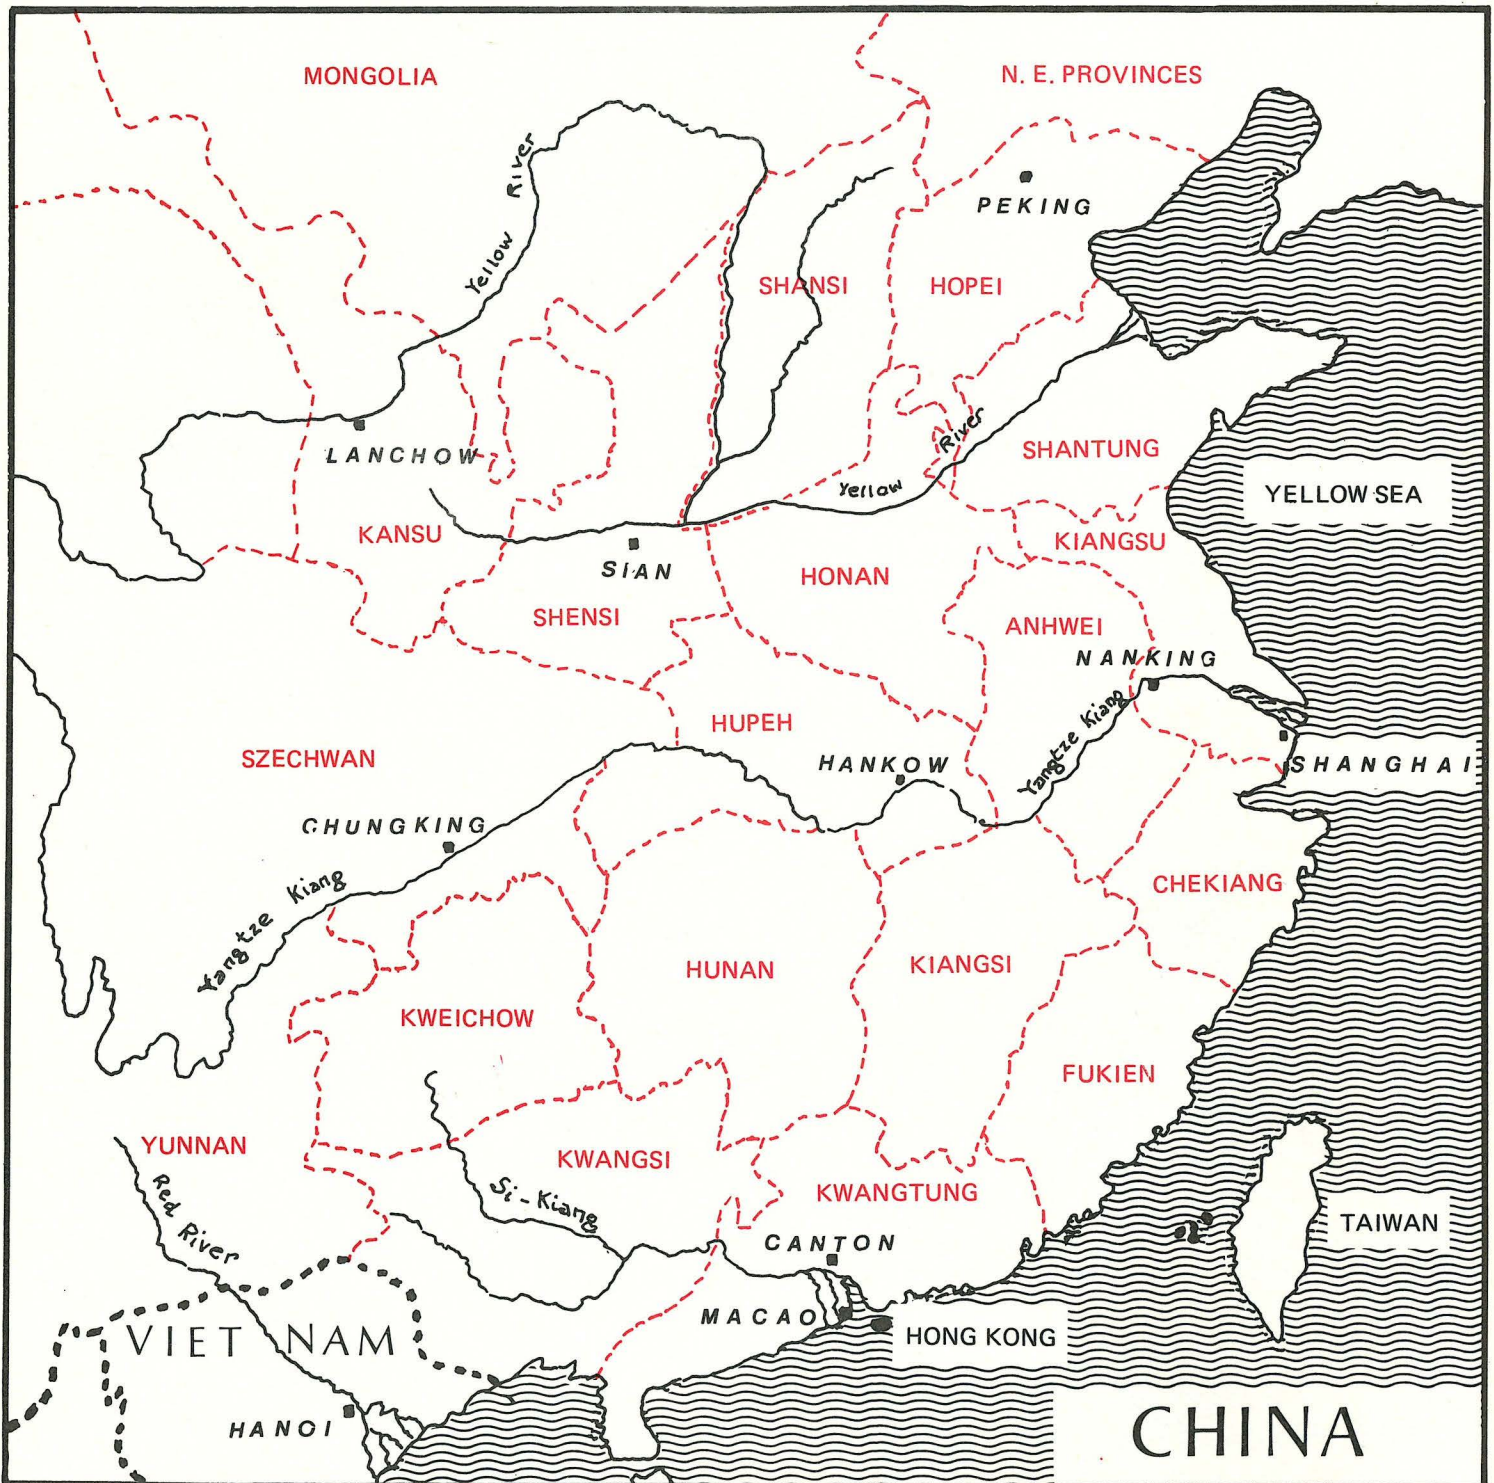 MONGOLIA
N. E. PROVINCES
Yellow River
PEKING
SHANSI
HOPEI
LANCHOW
Yellow River
SHANTUNG
YELLOW SEA
KANSU
SIAN
HONAN
KIANGSU
SHENSI
ANHWEI
NANKING
HUPEH
SZECHWAN
HANKOW
Yangtze Kiang
SHANGHAI
CHUNGKING
Yangtze Kiang
CHEKIANG
HUNAN
KIANGSI
KWEICHOW
FUKIEN
YUNNAN
KWANGSI
Si-Kiang
KWANGTUNG
Red River
CANTON
TAIWAN
VIET NAM
MACAO
HONG KONG
HANOI
CHINA